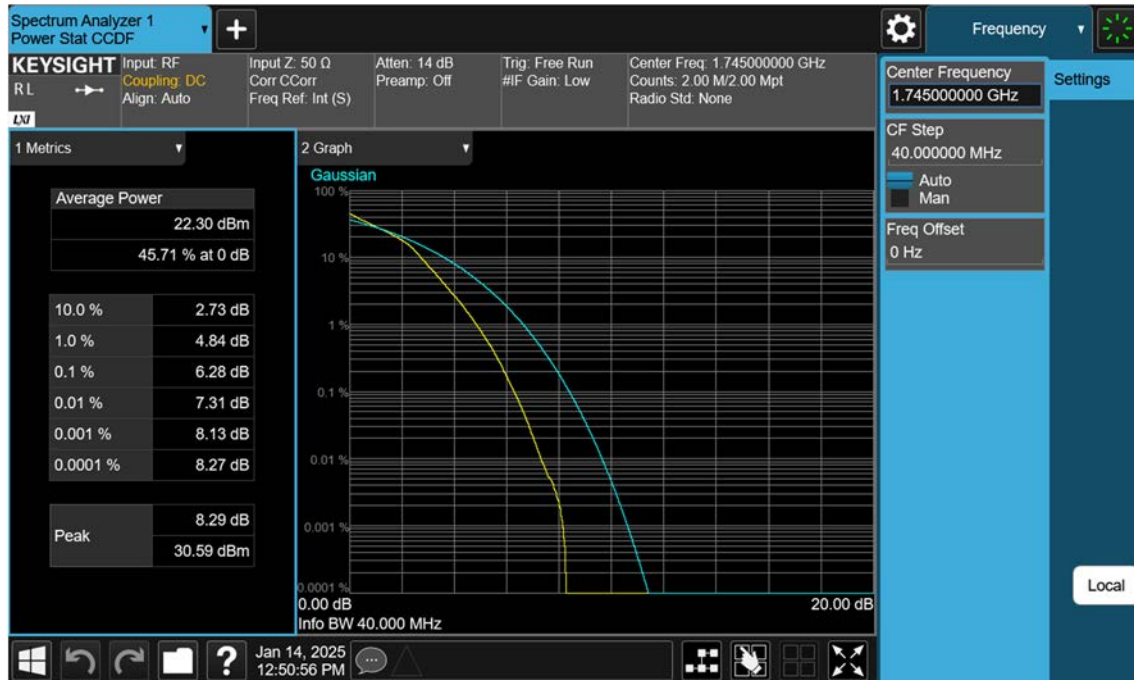 Spectrum Analyzer 1
Power Stat CCDF
Frequency
KEYSIGHT
R L
LXI
Input: RF
Coupling: DC
Align: Auto
Input Z: 50 Ω
Corr CCorr
Freq Ref: Int (S)
Atten: 14 dB
Preamp: Off
Trig: Free Run
#IF Gain: Low
Center Freq: 1.745000000 GHz
Counts: 2.00 M/2.00 Mpt
Radio Std: None
Center Frequency
1.745000000 GHz
Settings
CF Step
40.000000 MHz
Auto
Man
Freq Offset
0 Hz
1 Metrics
Average Power
22.30 dBm
45.71 % at 0 dB
10.0 % 2.73 dB
1.0 % 4.84 dB
0.1 % 6.28 dB
0.01 % 7.31 dB
0.001 % 8.13 dB
0.0001 % 8.27 dB
Peak
8.29 dB
30.59 dBm
2 Graph
Gaussian
100 %
10 %
1 %
0.1 %
0.01 %
0.001 %
0.0001 %
0.00 dB 20.00 dB
Info BW 40.000 MHz
Local
?
Jan 14, 2025
12:50:56 PM